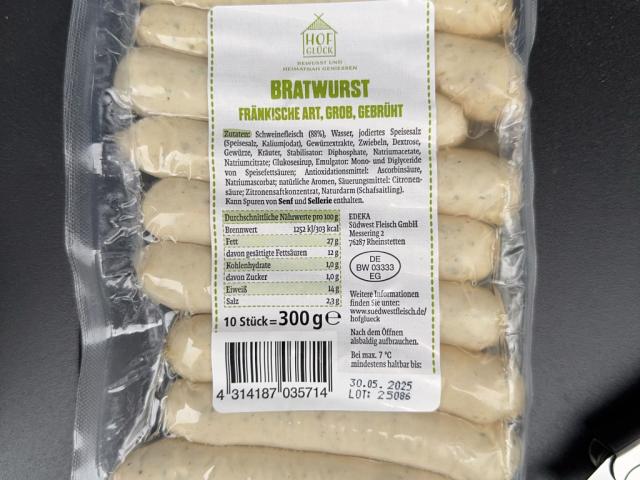 HOF
GLÜCK
BEWUSST UND
HEIMATNAH GENIESSEN
BRATWURST
FRÄNKISCHE ART, GROB, GEBRÜHT
Zutaten: Schweinefleisch (88%), Wasser, jodiertes Speisesalz
(Speisesalz, Kaliumjodat), Gewürzextrakte, Zwiebeln, Dextrose,
Gewürze, Kräuter, Stabilisator: Diphosphate, Natriumacetate,
Natriumcitrate; Glukosesirup, Emulgator: Mono- und Diglyceride
von Speisefettsäuren; Antioxidationsmittel: Ascorbinsäure,
Natriumascorbat; natürliche Aromen, Säuerungsmittel: Citronen-
säure; Zitronensaftkonzentrat, Naturdarm (Schafsaitling).
Kann Spuren von Senf und Sellerie enthalten.
Durchschnittliche Nährwerte pro 100 g
Brennwert 1252 kJ/303 kcal
Fett 27 g
davon gesättigte Fettsäuren 12 g
Kohlenhydrate 1,0 g
davon Zucker 1,0 g
Eiweiß 14 g
Salz 2,3 g
10 Stück=300g℮
EDEKA
Südwest Fleisch GmbH
Messering 2
76287 Rheinstetten
DE
BW 03333
EG
Weitere Informationen
finden Sie unter:
www.suedwestfleisch.de/
hofglueck
Nach dem Öffnen
alsbaldig aufbrauchen.
Bei max. 7 °C
mindestens haltbar bis:
30.05.2025
LOT: 25086
4 314187 035714